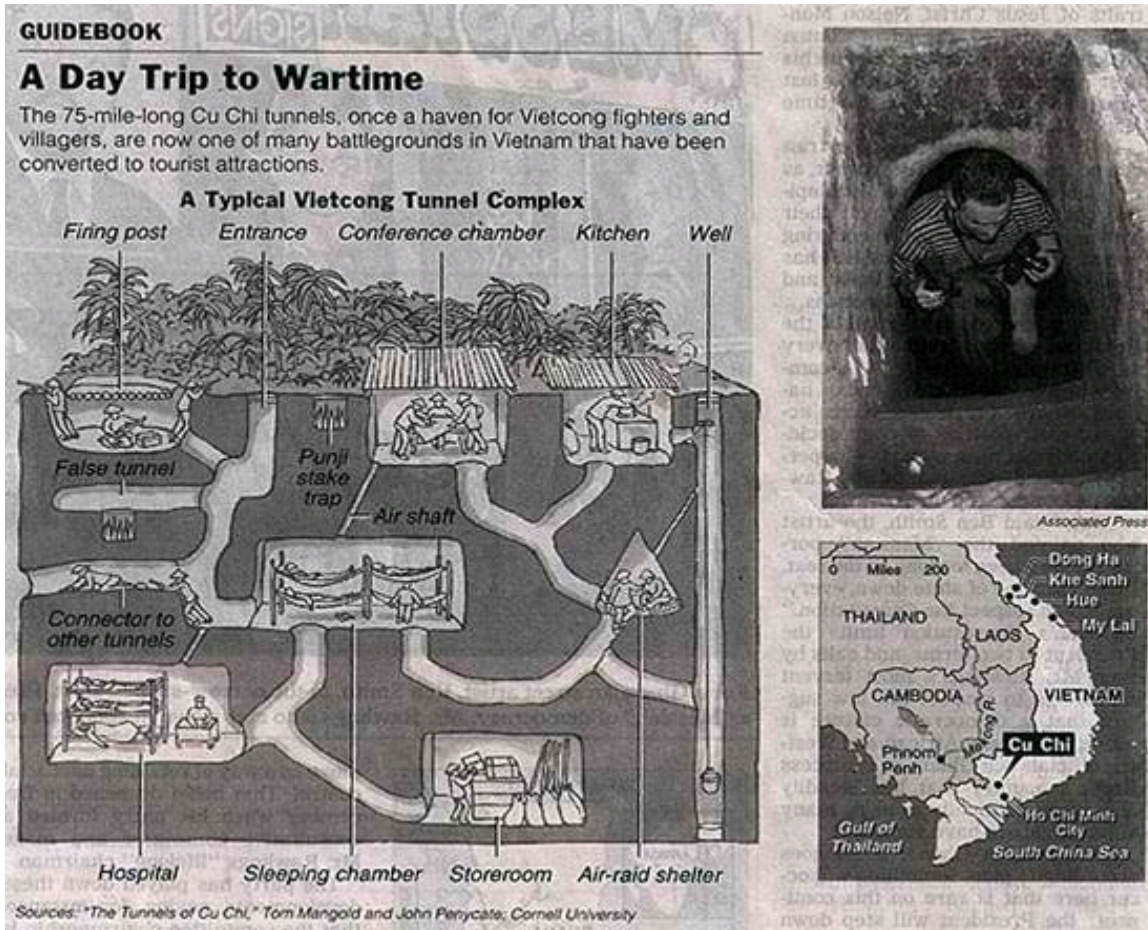 GUIDEBOOK
A Day Trip to Wartime
The 75-mile-long Cu Chi tunnels, once a haven for Vietcong fighters and
villagers, are now one of many battlegrounds in Vietnam that have been
converted to tourist attractions.
A Typical Vietcong Tunnel Complex
Firing post
Entrance
Conference chamber
Kitchen
Well
False tunnel
Punji
stake
trap
Air shaft
Connector to
other tunnels
Hospital
Sleeping chamber
Storeroom
Air-raid shelter
Sources: "The Tunnels of Cu Chi," Tom Mangold and John Penycate; Cornell University
Associated Press
0 Miles 200
Dong Ha
Khe Sanh
Hue
My Lai
THAILAND
LAOS
CAMBODIA
VIETNAM
Mekong R.
Phnom
Penh
Cu Chi
Ho Chi Minh
City
Gulf of
Thailand
South China Sea